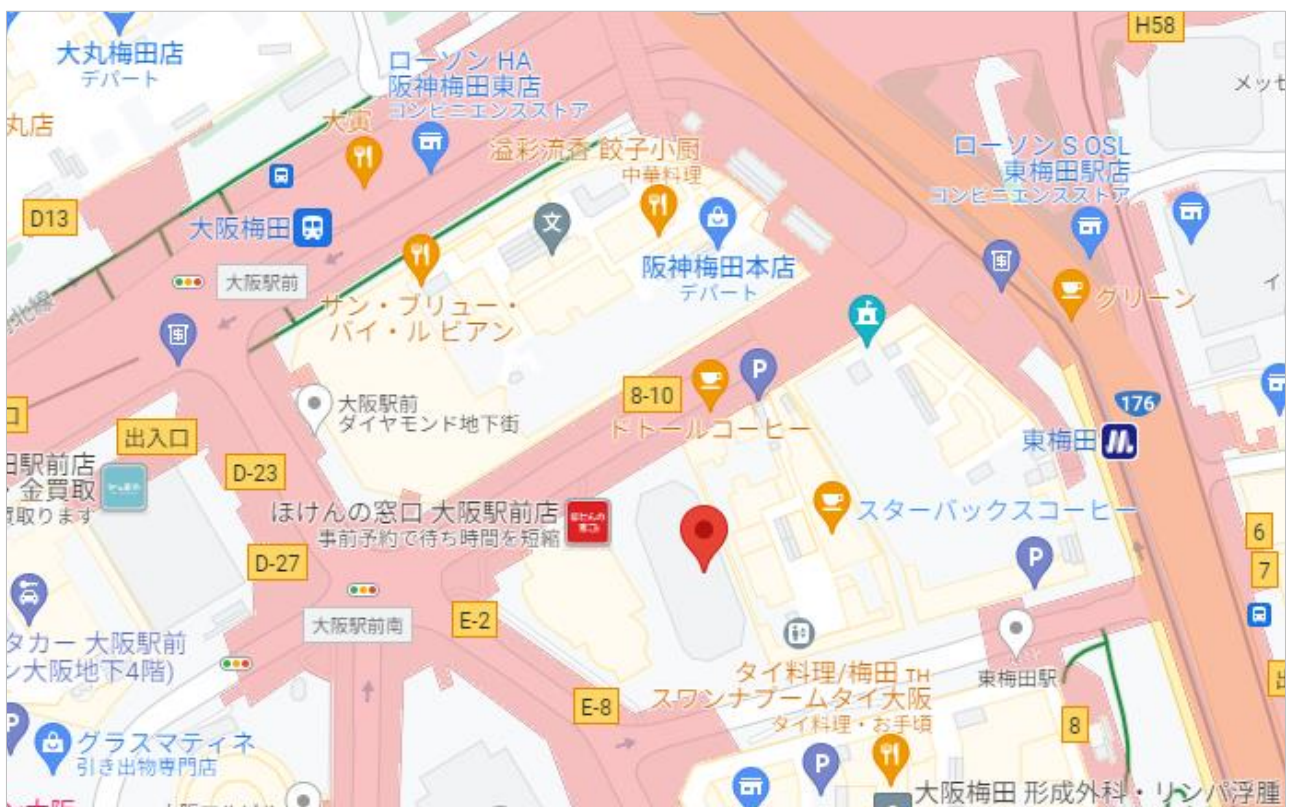 H58
大丸梅田店
デパート
ローソン HA
阪神梅田東店
コンビニエンスストア
メッセ
丸店
大寅
溢彩流香 餃子小厨
中華料理
ローソン S OSL
東梅田駅店
コンビニエンスストア
D13
大阪梅田
文
阪神梅田本店
デパート
大阪駅前
イ
グリーン
サン・ブリュー・
バイ・ル ビアン
8-10
P
176
大阪駅前
ダイヤモンド地下街
ドトールコーヒー
口
出入口
東梅田
D-23
田駅前店
・金買取
買取ります
ほけんの窓口 大阪駅前店
事前予約で待ち時間を短縮
ほけんの
スターバックスコーヒー
6
7
D-27
P
大阪駅前南
E-2
タカー 大阪駅前
ン大阪地下4階)
タイ料理/梅田 TH
スワンナプームタイ大阪
タイ料理・お手頃
東梅田駅
E-8
8
出
P
グラスマティネ
引き出物専門店
P
大阪梅田 形成外科・リンパ浮腫